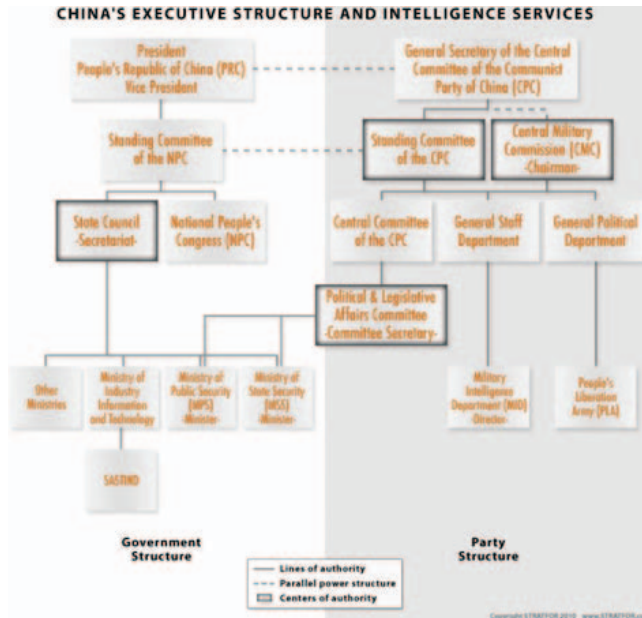 CHINA'S EXECUTIVE STRUCTURE AND INTELLIGENCE SERVICES
President
People's Republic of China (PRC)
Vice President
General Secretary of the Central
Committee of the Communist
Party of China (CPC)
Standing Committee
of the NPC
Standing Committee
of the CPC
Central Military
Commission (CMC)
-Chairman-
State Council
-Secretariat-
National People's
Congress (NPC)
Central Committee
of the CPC
General Staff
Department
General Political
Department
Political & Legislative
Affairs Committee
-Committee Secretary-
Other
Ministries
Ministry of
Industry
Information
and Technology
Ministry of
Public Security
(MPS)
-Minister-
Ministry of
State Security
(MSS)
-Minister-
Military
Intelligence
Department (MID)
-Director-
People's
Liberation
Army (PLA)
SASTIND
Government
Structure
Party
Structure
Lines of authority
Parallel power structure
Centers of authority
Copyright STRATFOR 2010 www.STRATFOR.